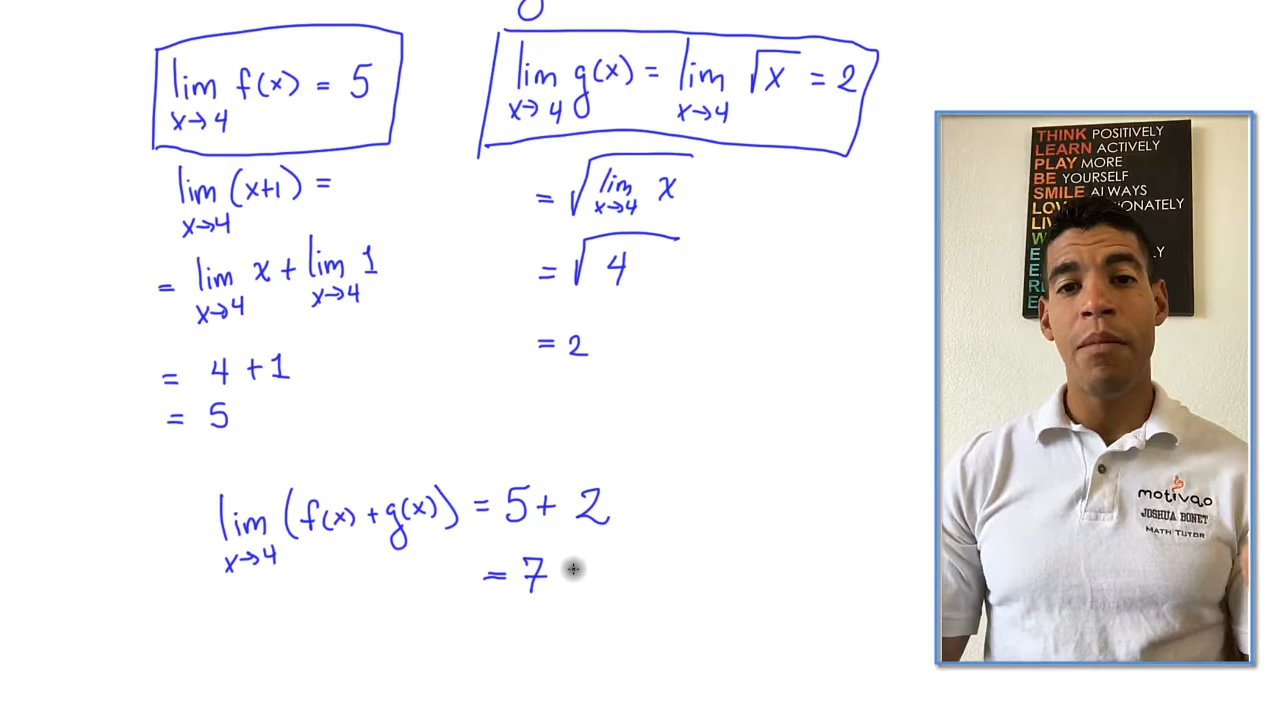 lim f(x) = 5
x→4
lim (x+1) =
x→4
= lim x + lim 1
x→4 x→4
= 4 + 1
= 5
lim g(x) = lim √x = 2
x→4 x→4
= √lim x
x→4
= √4
= 2
lim (f(x) + g(x)) = 5 + 2
x→4
= 7
THINK POSITIVELY
LEARN ACTIVELY
PLAY MORE
BE YOURSELF
SMILE ALWAYS
motivao
JOSHUA BONET
MATH TUTOR